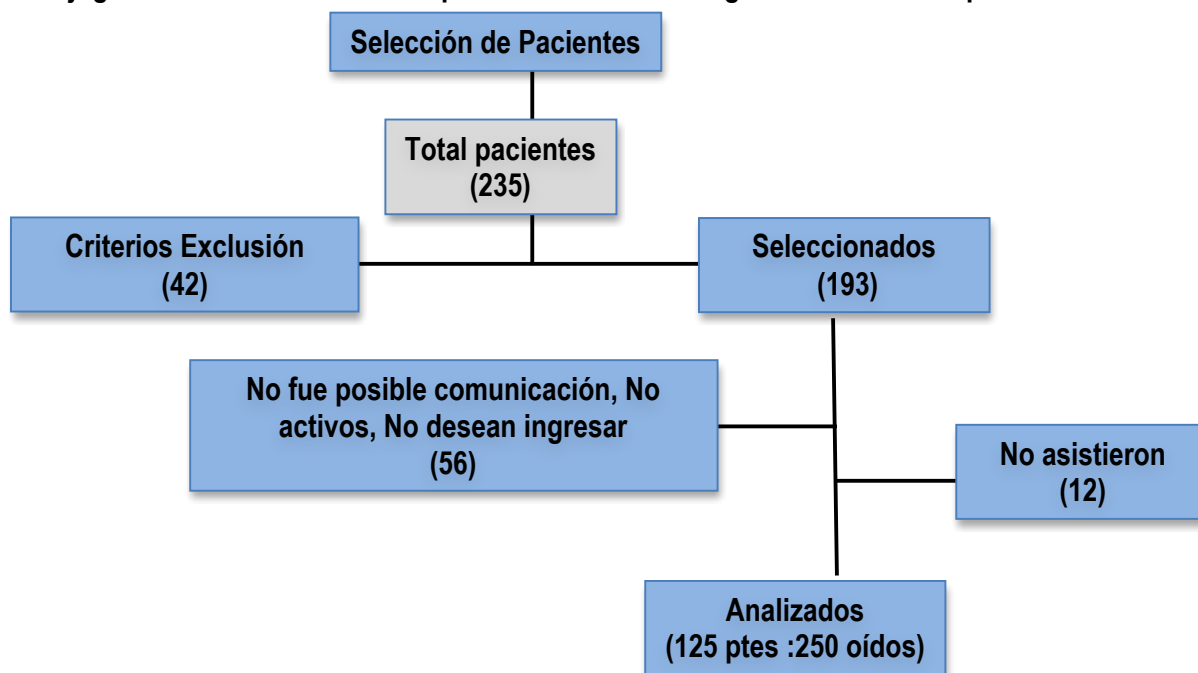 Selección de Pacientes
Total pacientes
(235)
Criterios Exclusión
(42)
Seleccionados
(193)
No fue posible comunicación, No
activos, No desean ingresar
(56)
No asistieron
(12)
Analizados
(125 ptes :250 oídos)